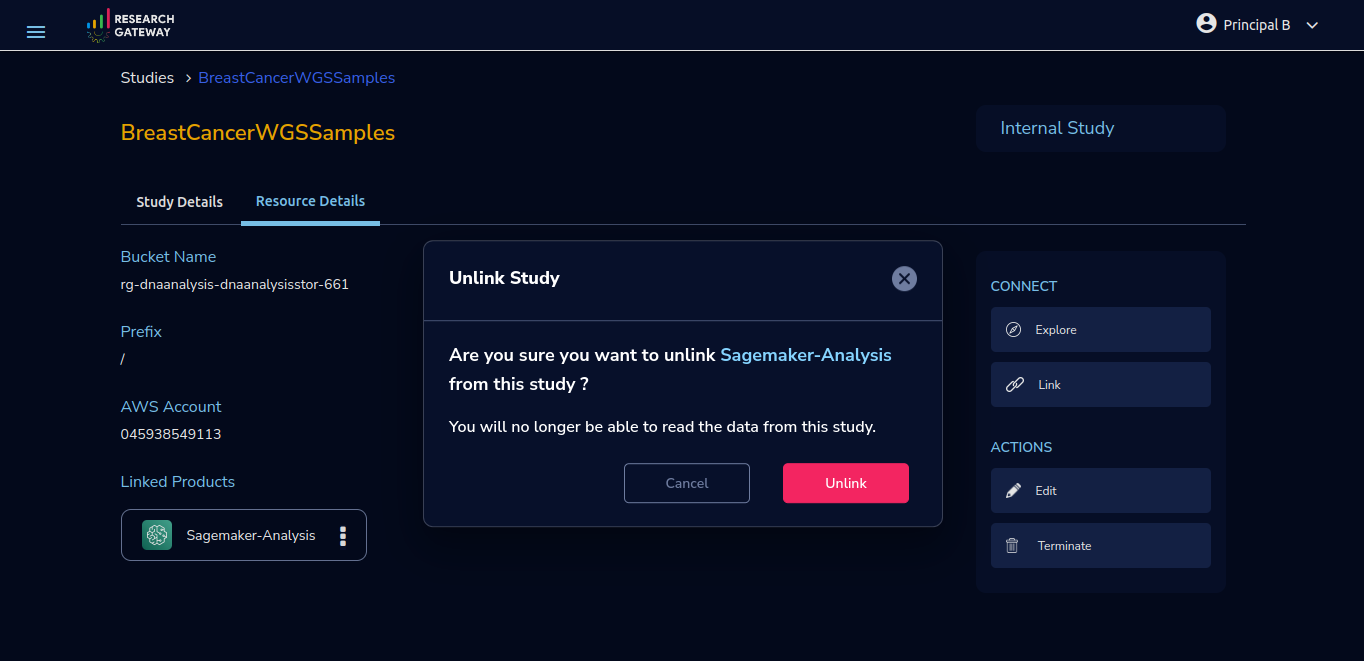 RESEARCH
GATEWAY
Principal B
Studies > BreastCancerWGSSamples
BreastCancerWGSSamples
Internal Study
Study Details
Resource Details
Bucket Name
rg-dnaanalysis-dnaanalysisstor-661
Prefix
/
AWS Account
045938549113
Linked Products
Sagemaker-Analysis
Unlink Study
Are you sure you want to unlink Sagemaker-Analysis
from this study ?
You will no longer be able to read the data from this study.
Cancel
Unlink
CONNECT
Explore
Link
ACTIONS
Edit
Terminate